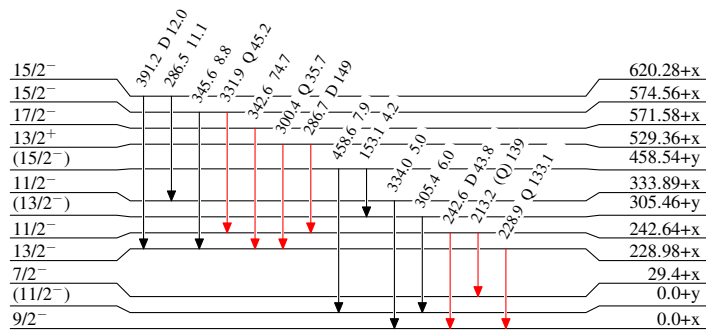 391.2 D 12.0
286.5 11.1
345.6 8.8
331.9 Q 45.2
342.6 74.7
300.4 Q 35.7
286.7 D 149
458.6 7.9
153.1 4.2
334.0 5.0
305.4 6.0
242.6 D 43.8
213.2 (Q) 139
228.9 Q 133.1
15/2⁻ 620.28+x
15/2⁻ 574.56+x
17/2⁻ 571.58+x
13/2⁺ 529.36+x
(15/2⁻) 458.54+y
11/2⁻ 333.89+x
(13/2⁻) 305.46+y
11/2⁻ 242.64+x
13/2⁻ 228.98+x
7/2⁻ 29.4+x
(11/2⁻) 0.0+y
9/2⁻ 0.0+x